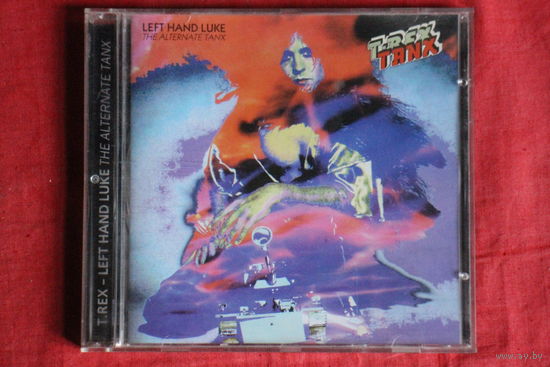 LEFT HAND LUKE
THE ALTERNATE TANX
T.REX
TANX
T.REX – LEFT HAND LUKE THE ALTERNATE TANX
www.ay.by